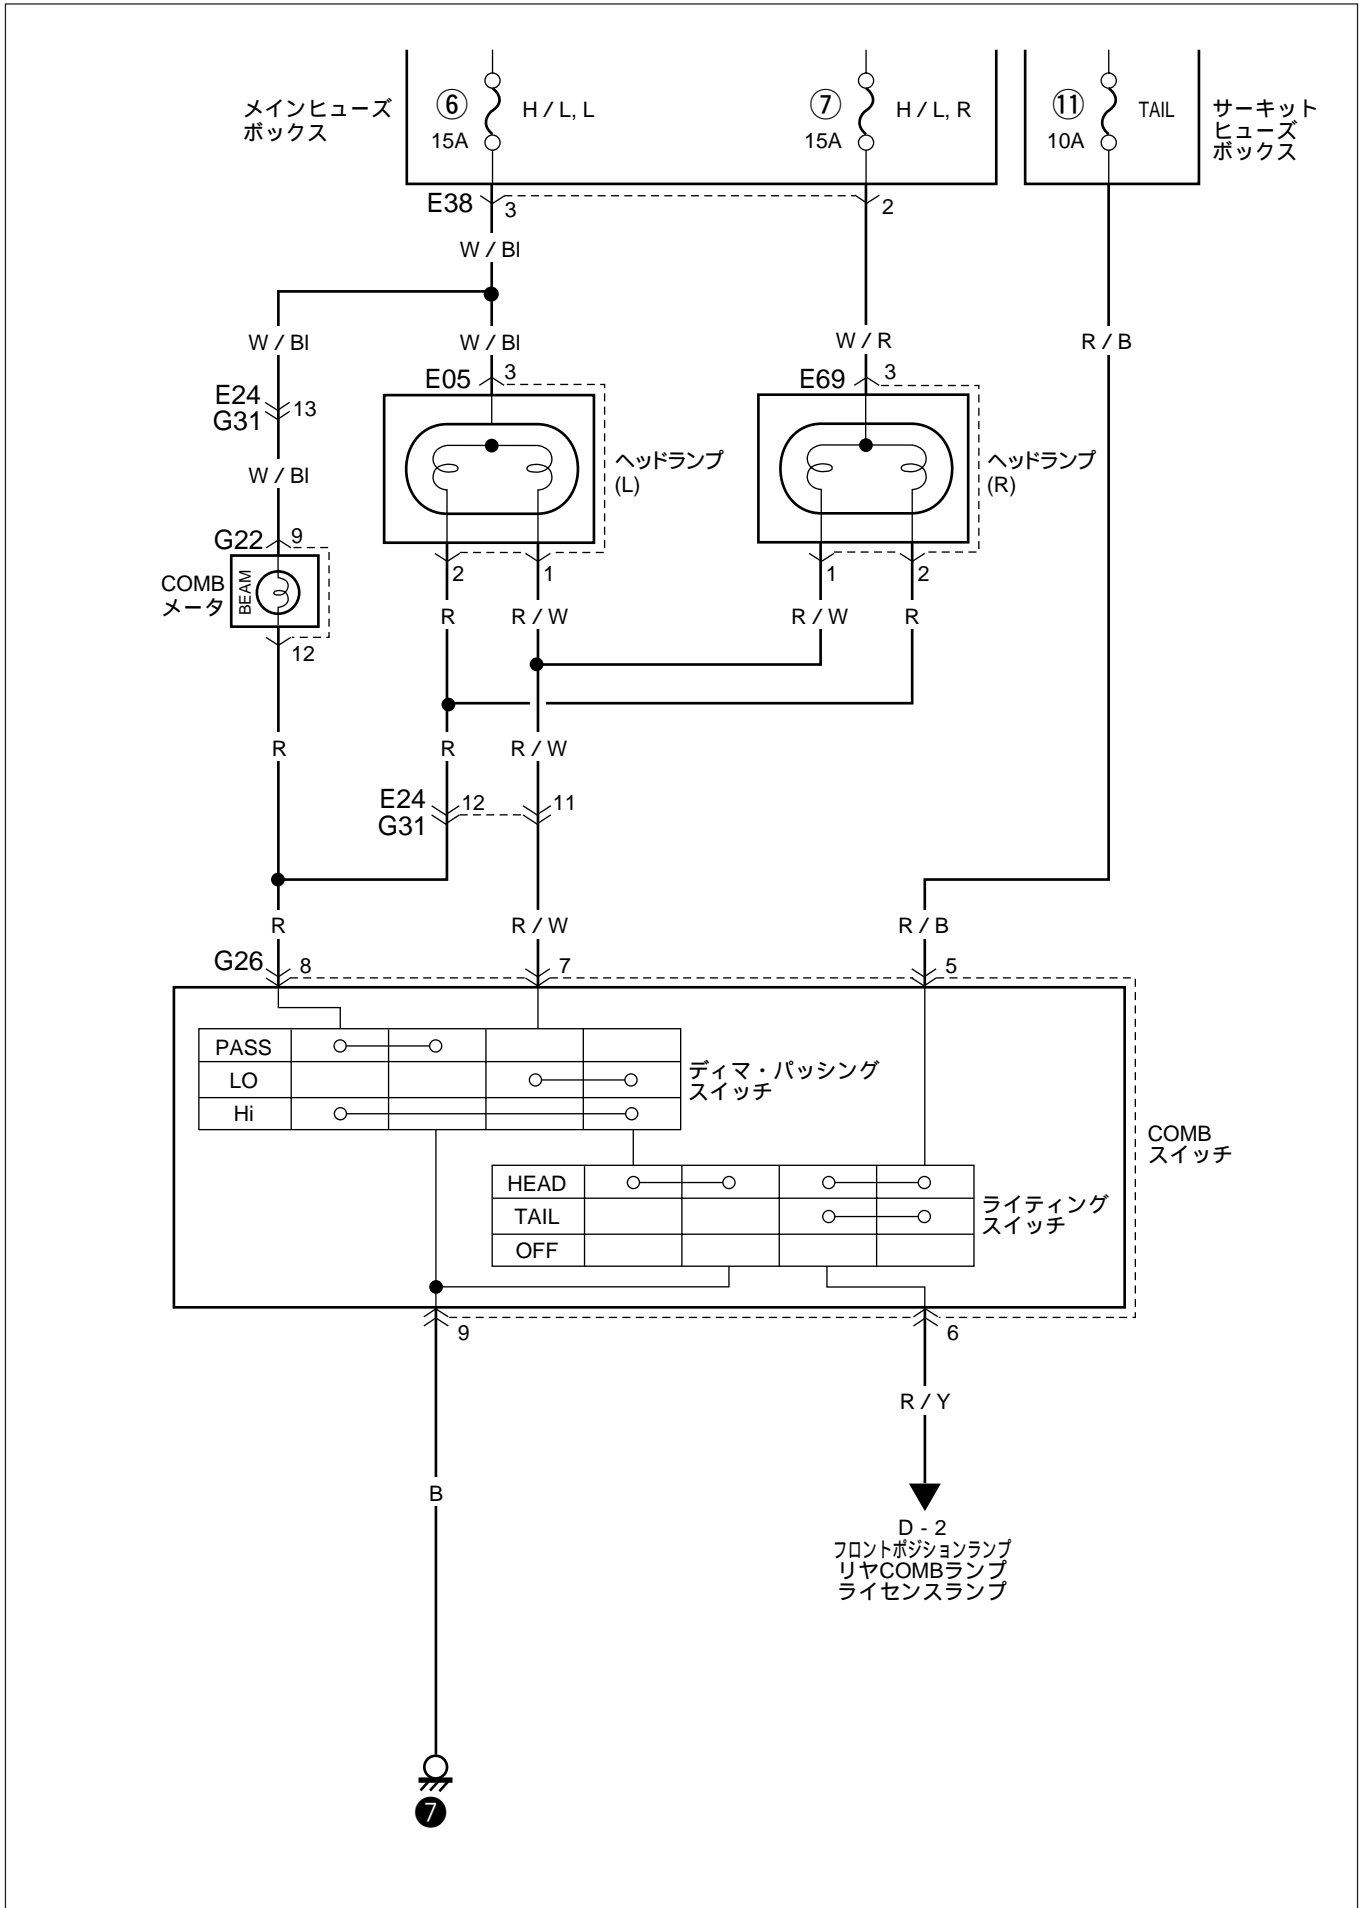 メインヒューズ
ボックス
⑥
15A
H / L, L
⑦
15A
H / L, R
⑪
10A
TAIL
サーキット
ヒューズ
ボックス
E38
3
2
W / Bl
W / Bl
W / Bl
W / R
R / B
E24
G31
13
E05
3
E69
3
ヘッドランプ
(L)
ヘッドランプ
(R)
W / Bl
G22
9
COMB
メータ
BEAM
12
2
1
1
2
R
R / W
R / W
R
R
R
R / W
E24
G31
12
11
R
R / W
R / B
G26
8
7
5
PASS
LO
Hi
ディマ・パッシング
スイッチ
COMB
スイッチ
HEAD
TAIL
OFF
ライティング
スイッチ
9
6
R / Y
B
D - 2
フロントポジションランプ
リヤCOMBランプ
ライセンスランプ
❼